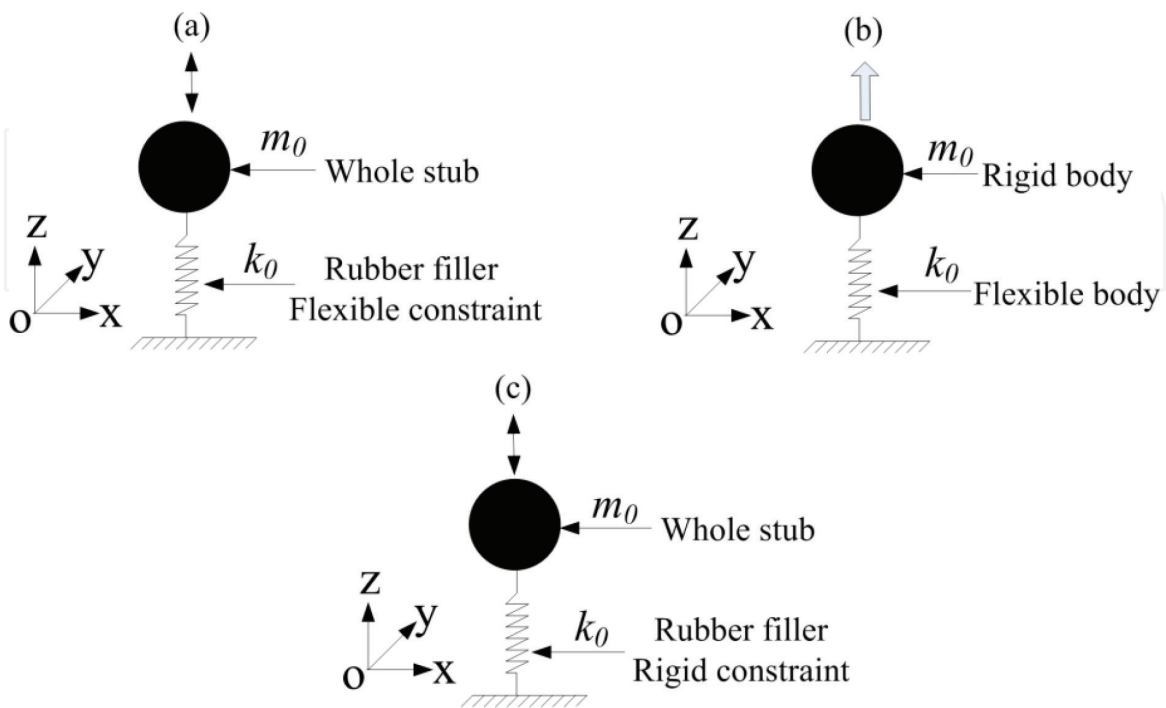 (a)
m0
Whole stub
z
y
k0
Rubber filler
Flexible constraint
o
x
(b)
m0
Rigid body
z
y
k0
Flexible body
o
x
(c)
m0
Whole stub
z
y
k0
Rubber filler
Rigid constraint
o
x